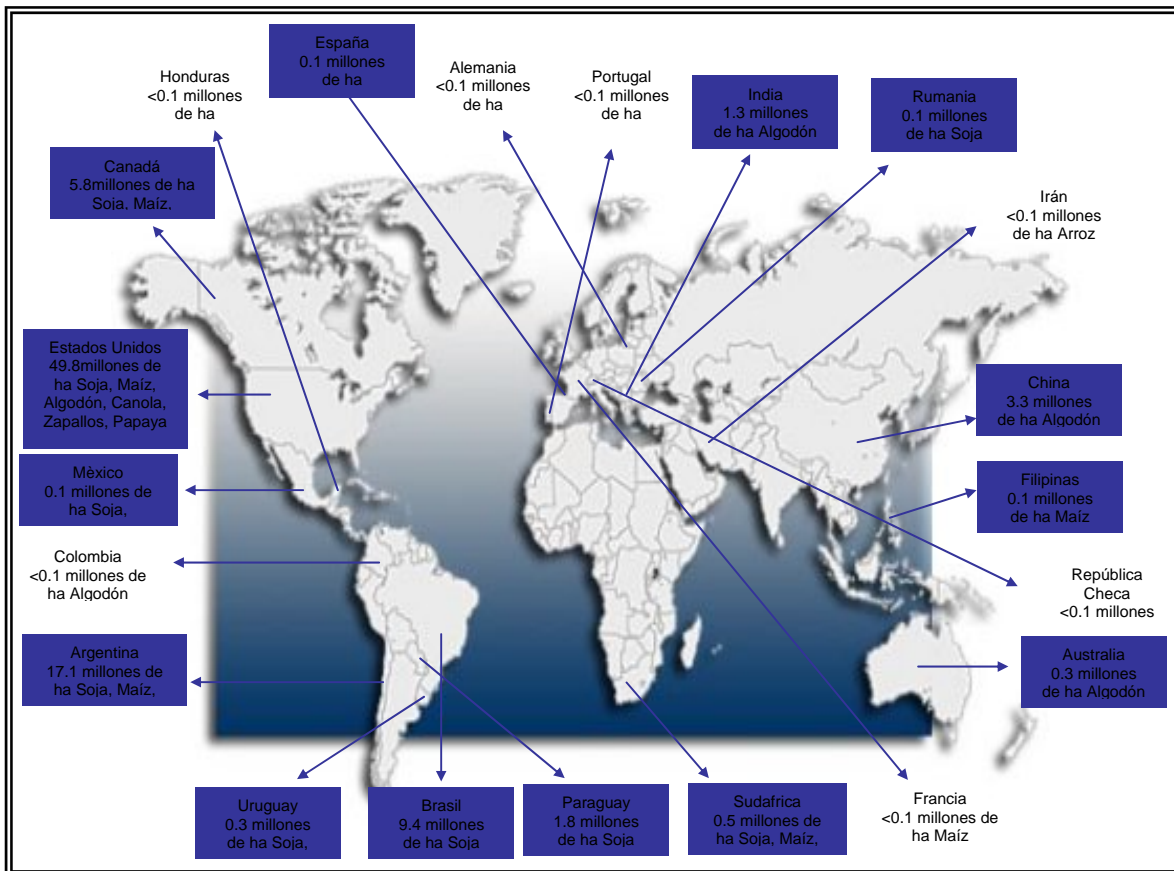 España
0.1 millones
de ha
Honduras
<0.1 millones
de ha
Alemania
<0.1 millones
de ha
Portugal
<0.1 millones
de ha
India
1.3 millones
de ha Algodón
Rumania
0.1 millones
de ha Soja
Canadá
5.8millones de ha
Soja, Maíz,
Irán
<0.1 millones
de ha Arroz
Estados Unidos
49.8millones de
ha Soja, Maíz,
Algodón, Canola,
Zapallos, Papaya
China
3.3 millones
de ha Algodón
Mèxico
0.1 millones de
ha Soja,
Filipinas
0.1 millones
de ha Maíz
Colombia
<0.1 millones de
ha Algodón
República
Checa
<0.1 millones
Argentina
17.1 millones de
ha Soja, Maíz,
Australia
0.3 millones
de ha Algodón
Uruguay
0.3 millones
de ha Soja,
Brasil
9.4 millones
de ha Soja
Paraguay
1.8 millones
de ha Soja
Sudafrica
0.5 millones de
ha Soja, Maíz,
Francia
<0.1 millones de
ha Maíz